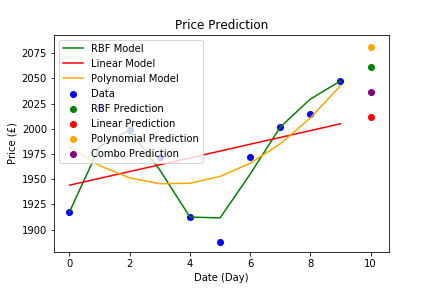 Price Prediction
RBF Model
Linear Model
Polynomial Model
Data
RBF Prediction
Linear Prediction
Polynomial Prediction
Combo Prediction
Price (£)
2075
2050
2025
2000
1975
1950
1925
1900
0 2 4 6 8 10
Date (Day)